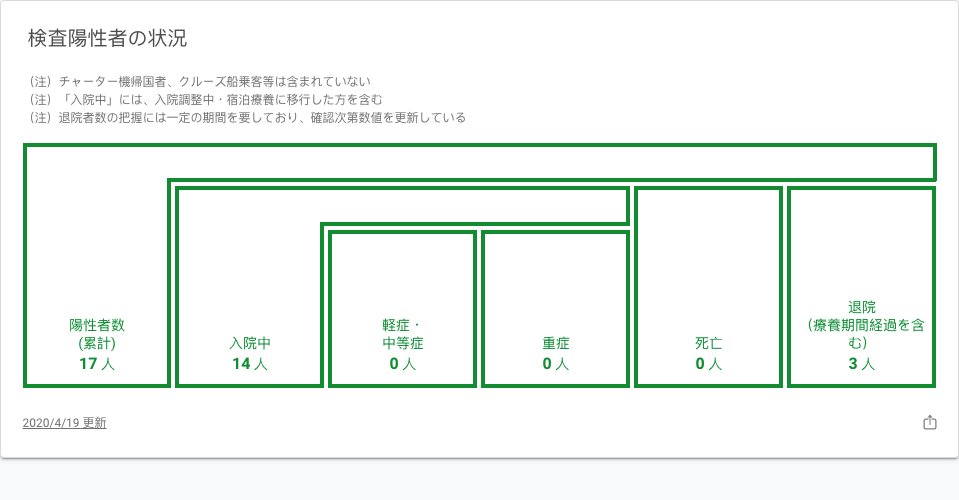 検査陽性者の状況
（注）チャーター機帰国者、クルーズ船乗客等は含まれていない
（注）「入院中」には、入院調整中・宿泊療養に移行した方を含む
（注）退院者数の把握には一定の期間を要しており、確認次第数値を更新している
陽性者数
(累計)
17 人
入院中
14 人
軽症・
中等症
0 人
重症
0 人
死亡
0 人
退院
（療養期間経過を含
む）
3 人
2020/4/19 更新